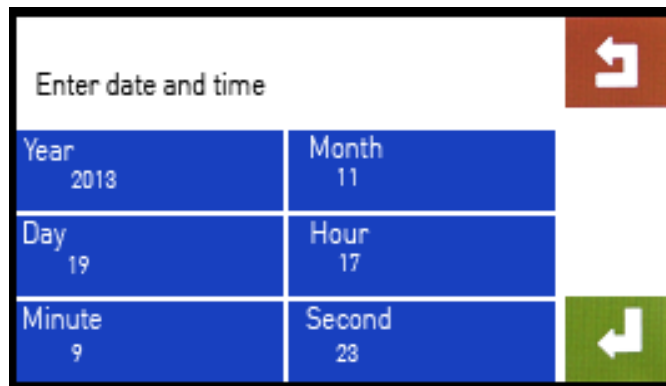 Enter date and time
Year
2013
Month
11
Day
19
Hour
17
Minute
9
Second
23